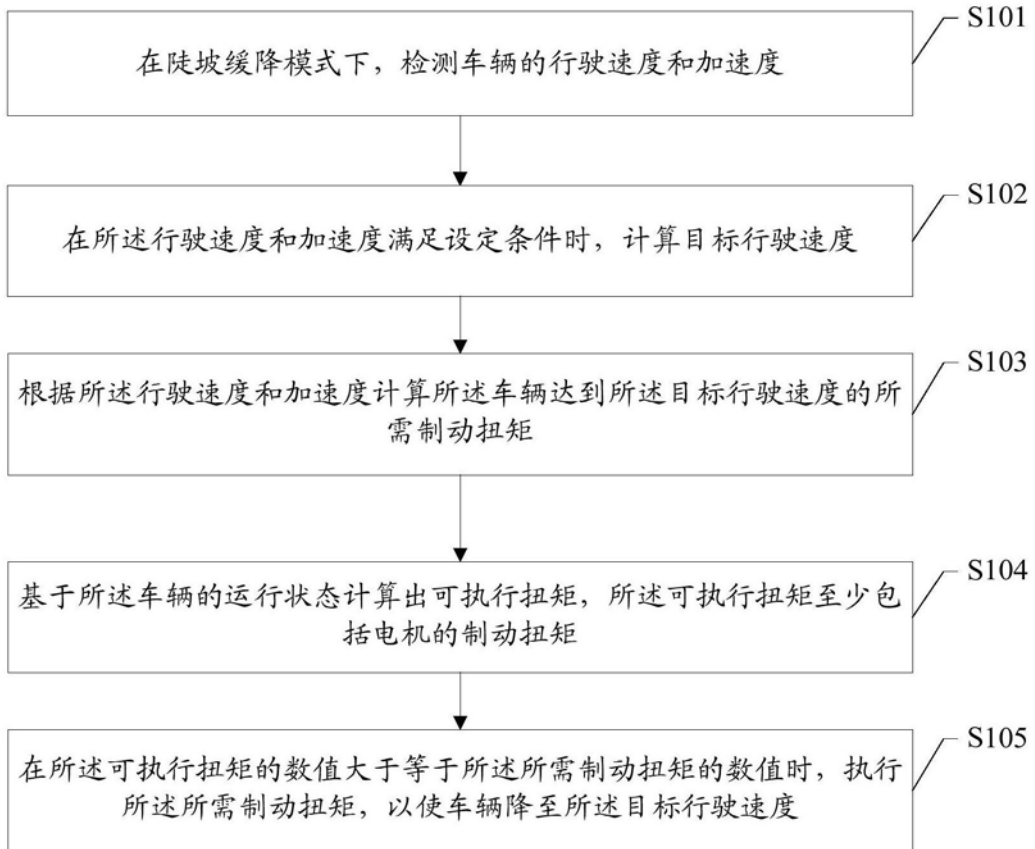 S101
在陡坡缓降模式下，检测车辆的行驶速度和加速度
S102
在所述行驶速度和加速度满足设定条件时，计算目标行驶速度
S103
根据所述行驶速度和加速度计算所述车辆达到所述目标行驶速度的所
需制动扭矩
S104
基于所述车辆的运行状态计算出可执行扭矩，所述可执行扭矩至少包
括电机的制动扭矩
S105
在所述可执行扭矩的数值大于等于所述所需制动扭矩的数值时，执行
所述所需制动扭矩，以使车辆降至所述目标行驶速度